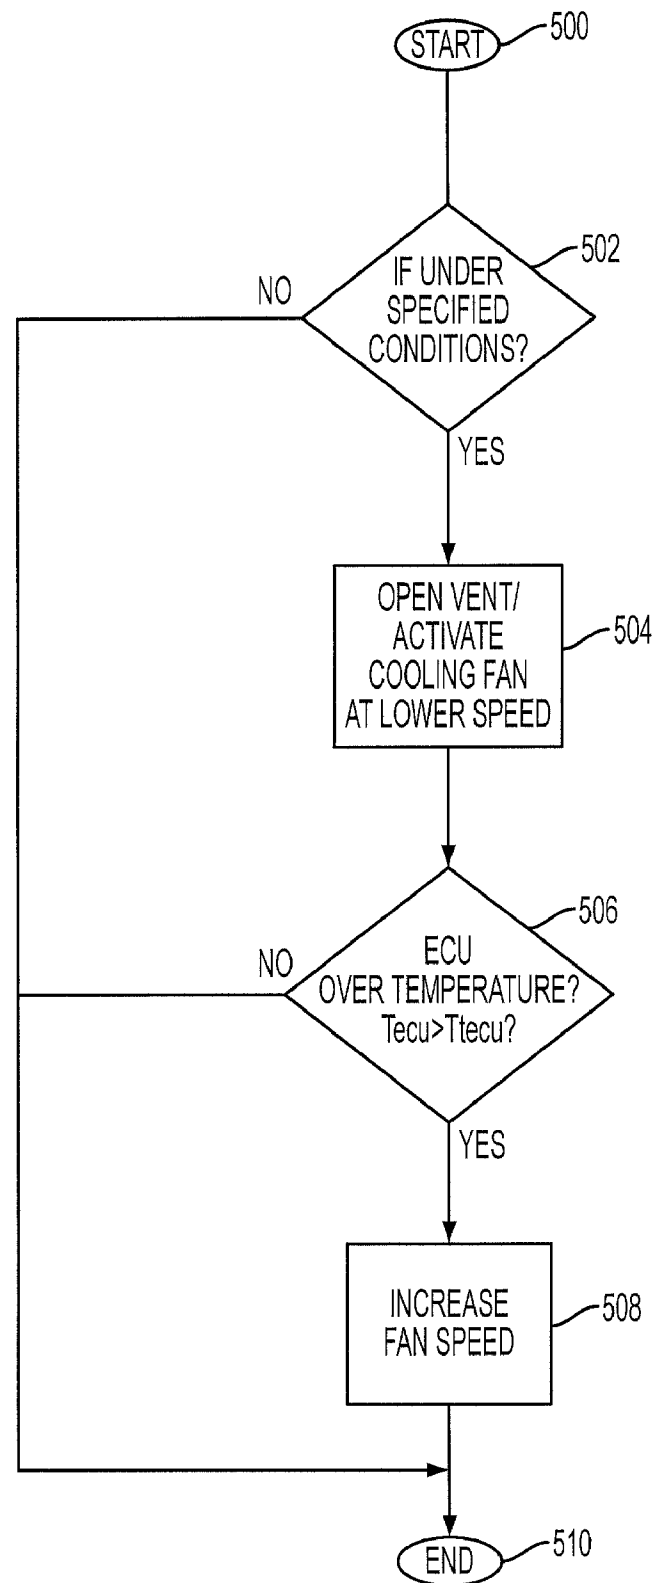 START
500
IF UNDER
SPECIFIED
CONDITIONS?
502
NO
YES
OPEN VENT/
ACTIVATE
COOLING FAN
AT LOWER SPEED
504
ECU
OVER TEMPERATURE?
Tecu>Ttecu?
506
NO
YES
INCREASE
FAN SPEED
508
END
510